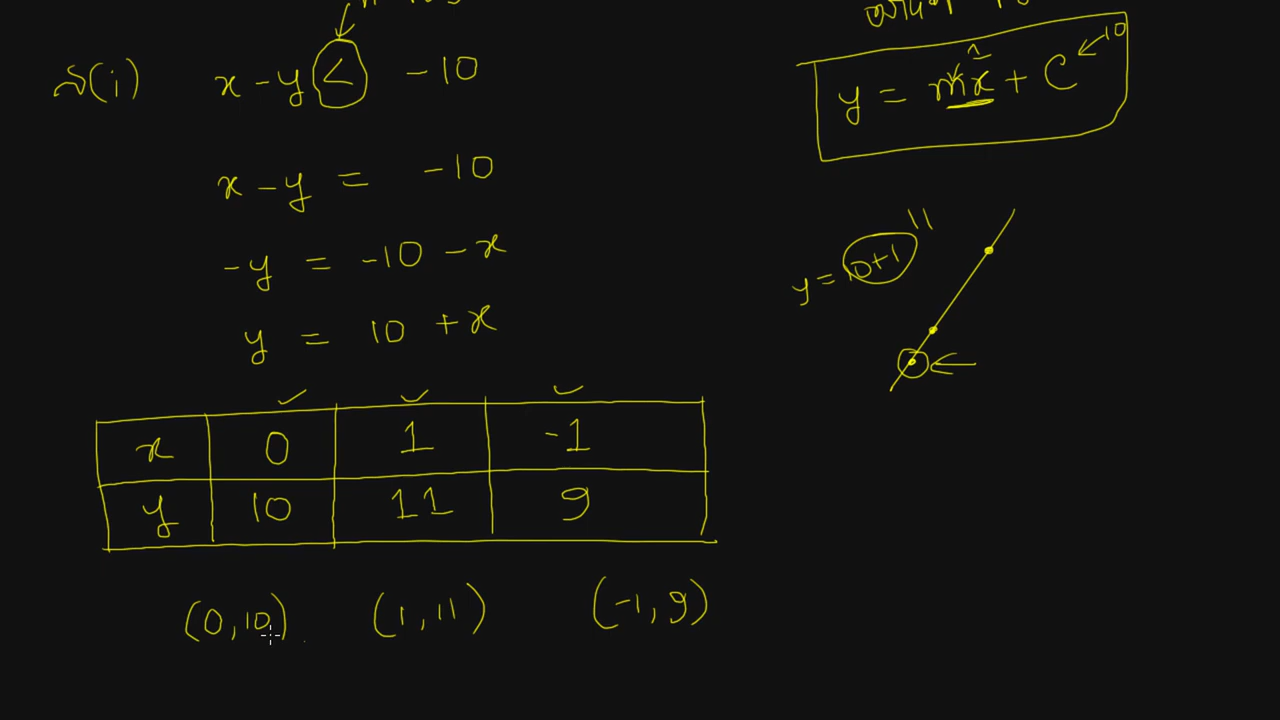 (i) x - y < -10
y = mx + C 10
x - y = -10
-y = -10 - x
y = 10 + x
y = 10+1 11
x 0 1 -1
y 10 11 9
(0, 10) (1, 11) (-1, 9)